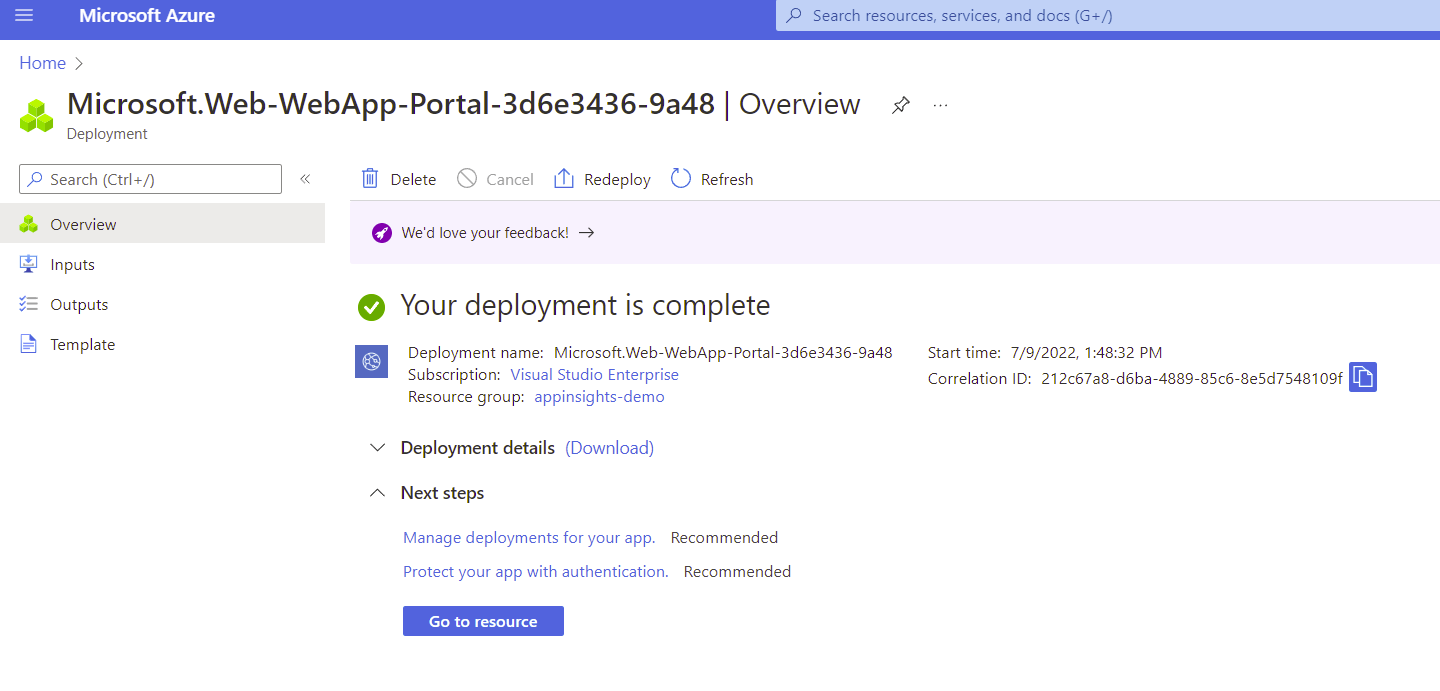 Microsoft Azure
Search resources, services, and docs (G+/)
Home
Microsoft.Web-WebApp-Portal-3d6e3436-9a48 | Overview
Deployment
Search (Ctrl+/)
Overview
Inputs
Outputs
Template
Delete Cancel Redeploy Refresh
We'd love your feedback!
Your deployment is complete
Deployment name: Microsoft.Web-WebApp-Portal-3d6e3436-9a48
Subscription: Visual Studio Enterprise
Resource group: appinsights-demo
Start time: 7/9/2022, 1:48:32 PM
Correlation ID: 212c67a8-d6ba-4889-85c6-8e5d7548109f
Deployment details (Download)
Next steps
Manage deployments for your app. Recommended
Protect your app with authentication. Recommended
Go to resource